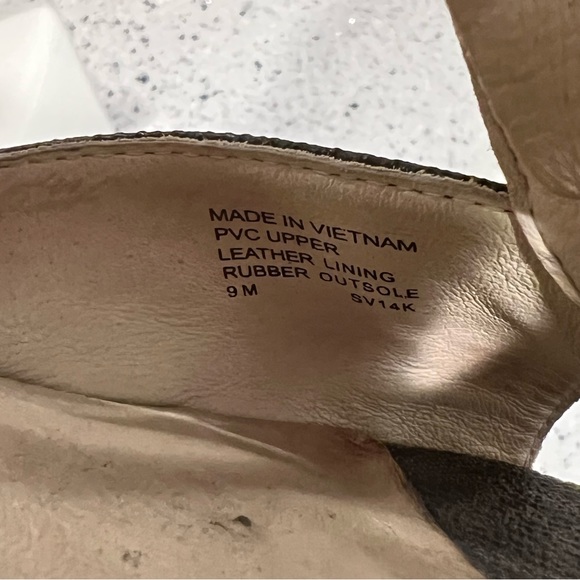 MADE IN VIETNAM
PVC UPPER
LEATHER LINING
RUBBER OUTSOLE
9 M SV14K